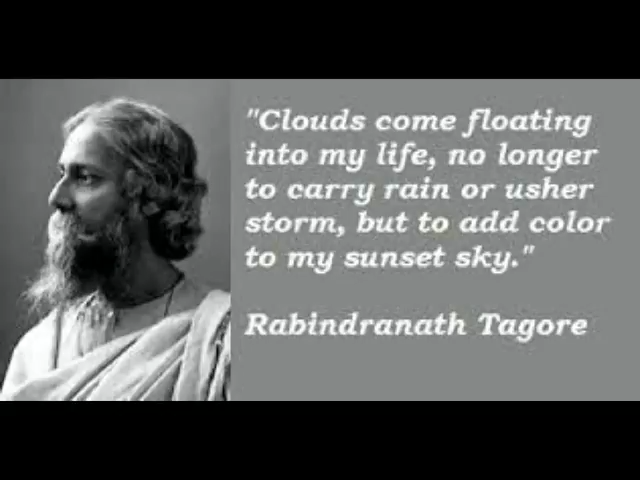 "Clouds come floating
into my life, no longer
to carry rain or usher
storm, but to add color
to my sunset sky."
Rabindranath Tagore